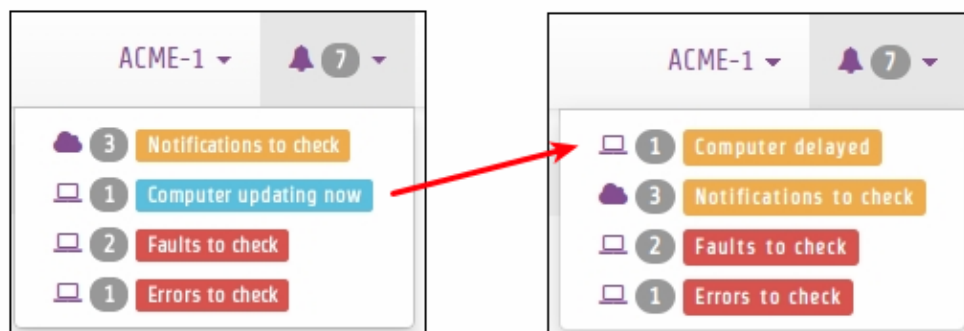 ACME-1 7
3 Notifications to check
1 Computer updating now
2 Faults to check
1 Errors to check
ACME-1 7
1 Computer delayed
3 Notifications to check
2 Faults to check
1 Errors to check